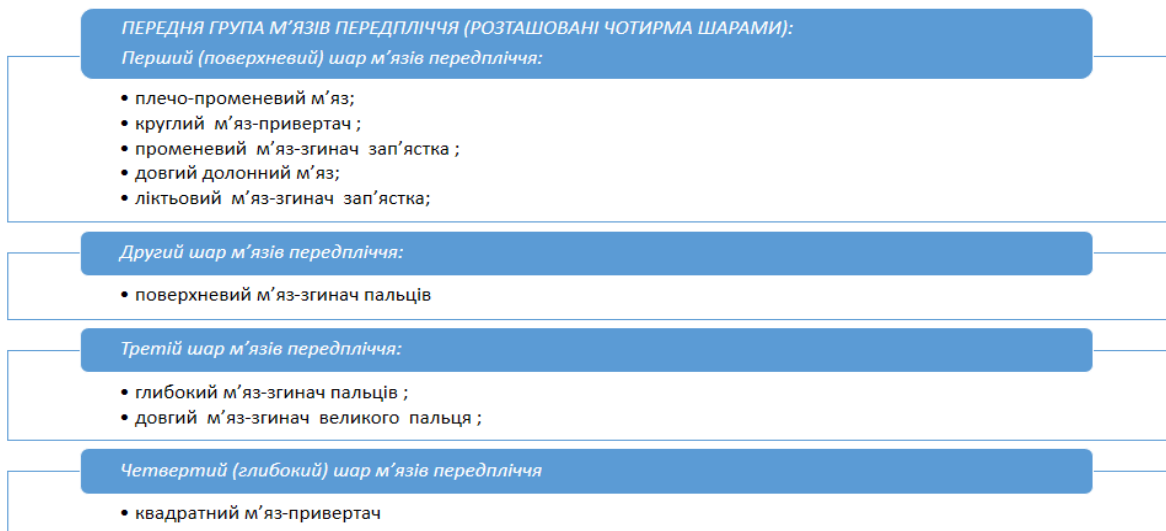 ПЕРЕДНЯ ГРУПА М’ЯЗІВ ПЕРЕДПЛІЧЧЯ (РОЗТАШОВАНІ ЧОТИРМА ШАРАМИ):
Перший (поверхневий) шар м’язів передпліччя:
• плечо-променевий м’яз;
• круглий м’яз-привертач ;
• променевий м’яз-згинач зап’ястка ;
• довгий долонний м’яз;
• ліктьовий м’яз-згинач зап’ястка;
Другий шар м’язів передпліччя:
• поверхневий м’яз-згинач пальців
Третій шар м’язів передпліччя:
• глибокий м’яз-згинач пальців ;
• довгий м’яз-згинач великого пальця ;
Четвертий (глибокий) шар м’язів передпліччя
• квадратний м’яз-привертач